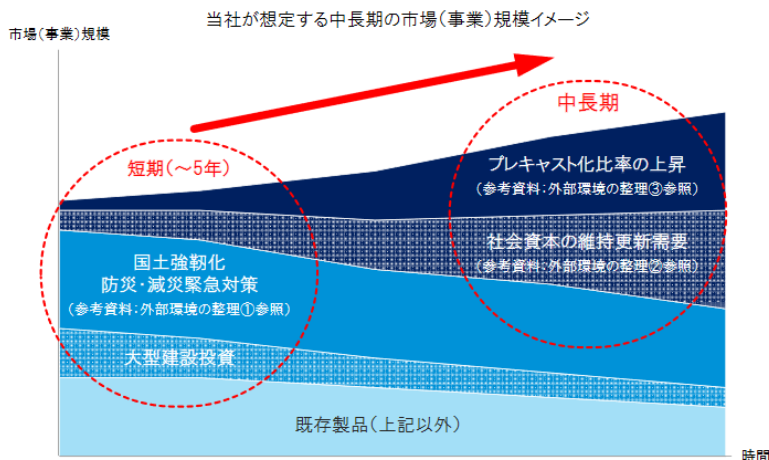 当社が想定する中長期の市場(事業)規模イメージ
市場(事業)規模
中長期
短期(~5年)
プレキャスト化比率の上昇
(参考資料:外部環境の整理③参照)
社会資本の維持更新需要
(参考資料:外部環境の整理②参照)
国土強靭化
防災・減災緊急対策
(参考資料:外部環境の整理①参照)
大型建設投資
既存製品(上記以外)
時間